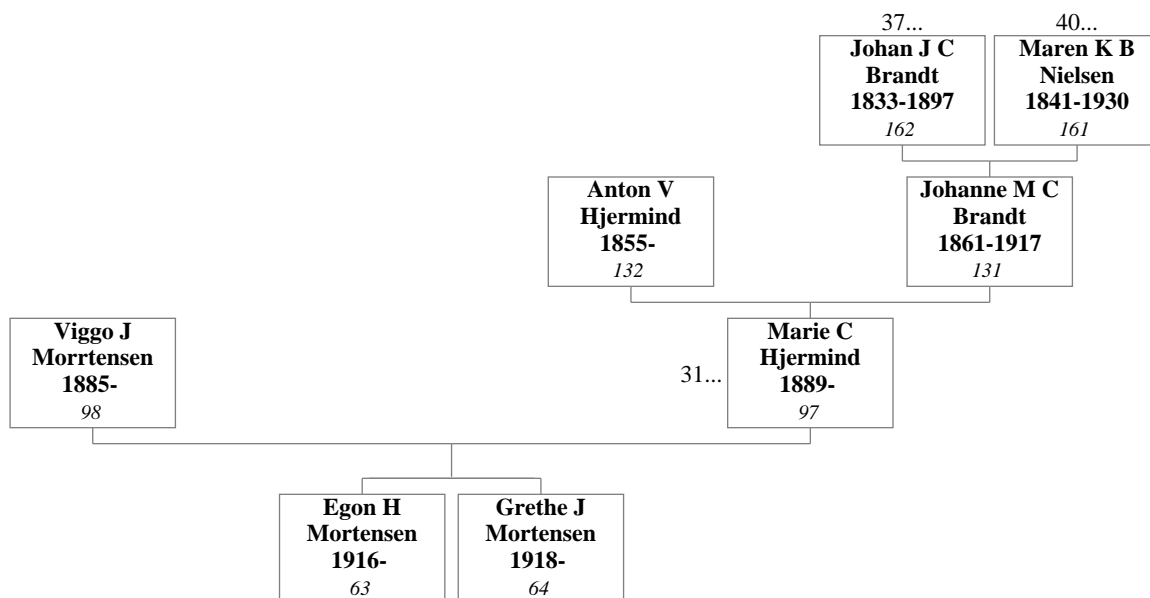 37...
40...
Johan J C
Brandt
1833-1897
162
Maren K B
Nielsen
1841-1930
161
Anton V
Hjermind
1855-
132
Johanne M C
Brandt
1861-1917
131
Viggo J
Morrtensen
1885-
98
31...
Marie C
Hjermind
1889-
97
Egon H
Mortensen
1916-
63
Grethe J
Mortensen
1918-
64